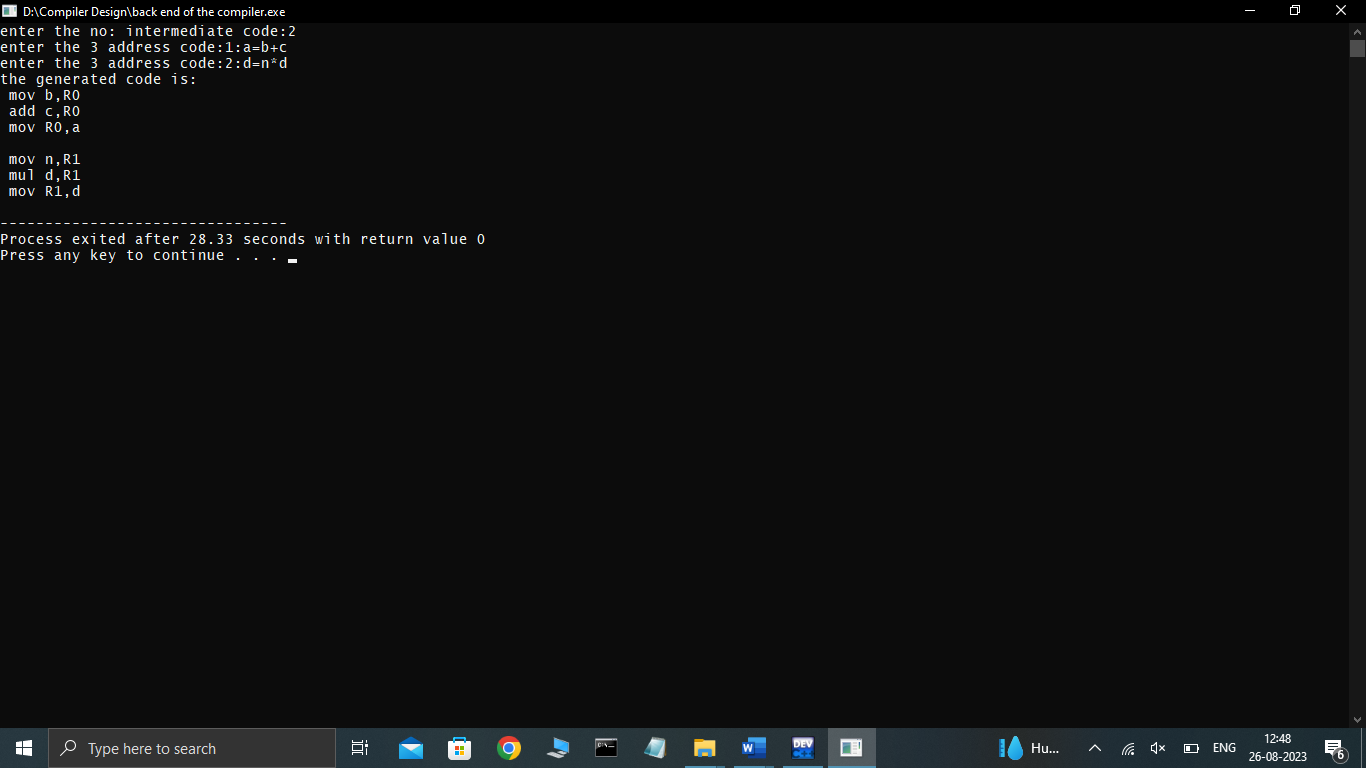 D:\Compiler Design\back end of the compiler.exe
enter the no: intermediate code:2
enter the 3 address code:1:a=b+c
enter the 3 address code:2:d=n*d
the generated code is:
mov b,R0
add c,R0
mov R0,a
mov n,R1
mul d,R1
mov R1,d
--------------------------------
Process exited after 28.33 seconds with return value 0
Press any key to continue . . .
Type here to search
C:\
W
DEV
Hu...
ENG
12:48
26-08-2023
6